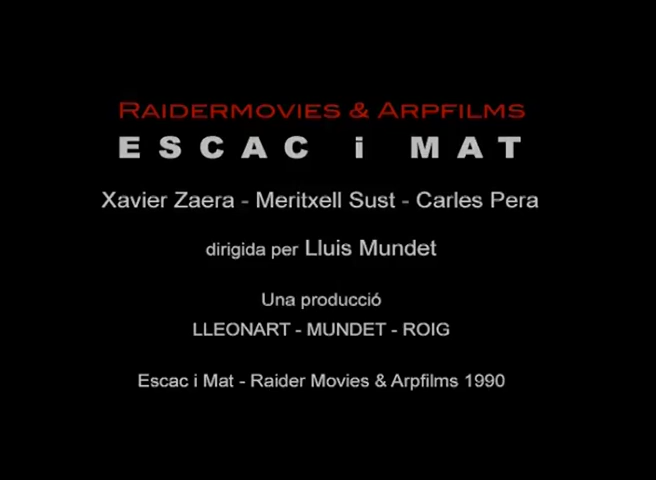 RAIDERMOVIES & ARPFILMS
ESCAC i MAT
Xavier Zaera - Meritxell Sust - Carles Pera
dirigida per Lluis Mundet
Una producció
LLEONART - MUNDET - ROIG
Escac i Mat - Raider Movies & Arpfilms 1990